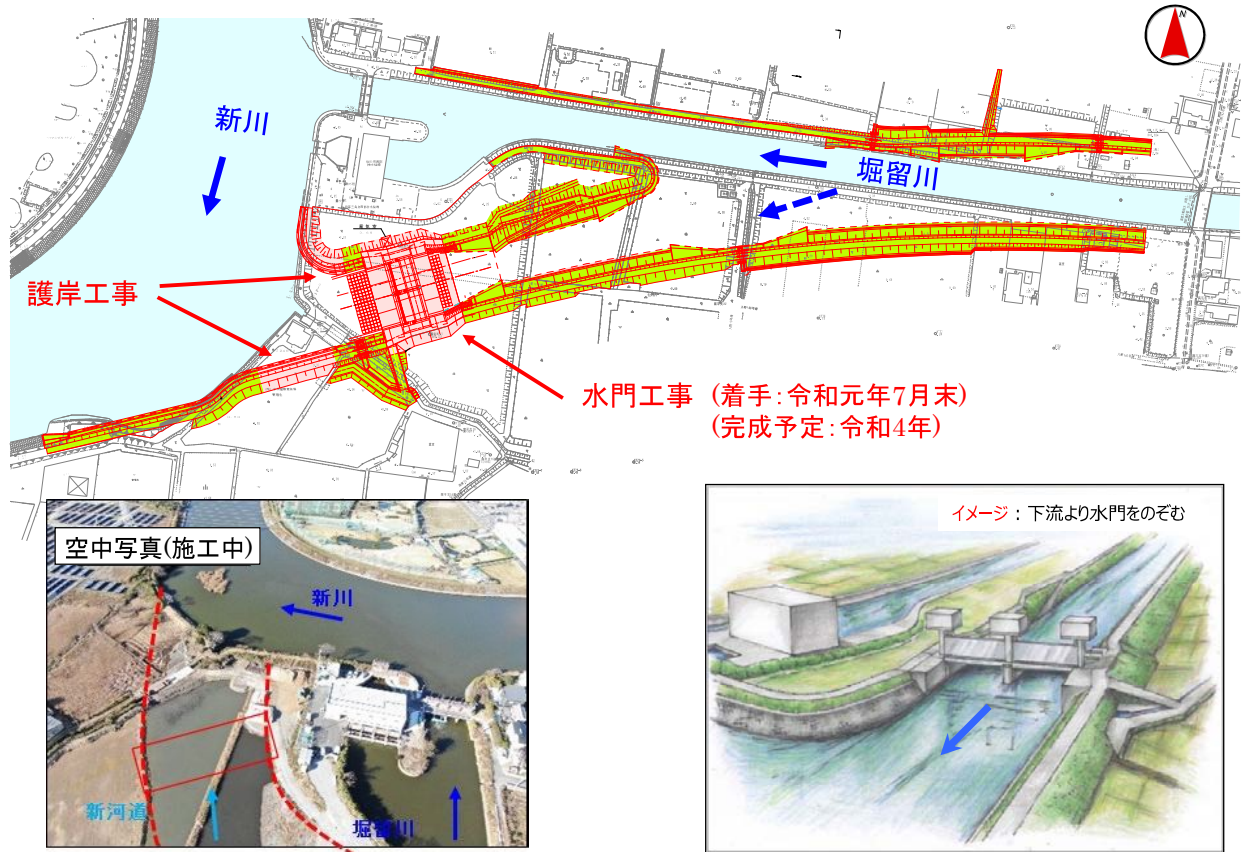 N
新川
堀留川
護岸工事
水門工事 (着手:令和元年7月末)
(完成予定:令和4年)
空中写真(施工中)
新川
新河道
堀留川
イメージ:下流より水門をのぞむ